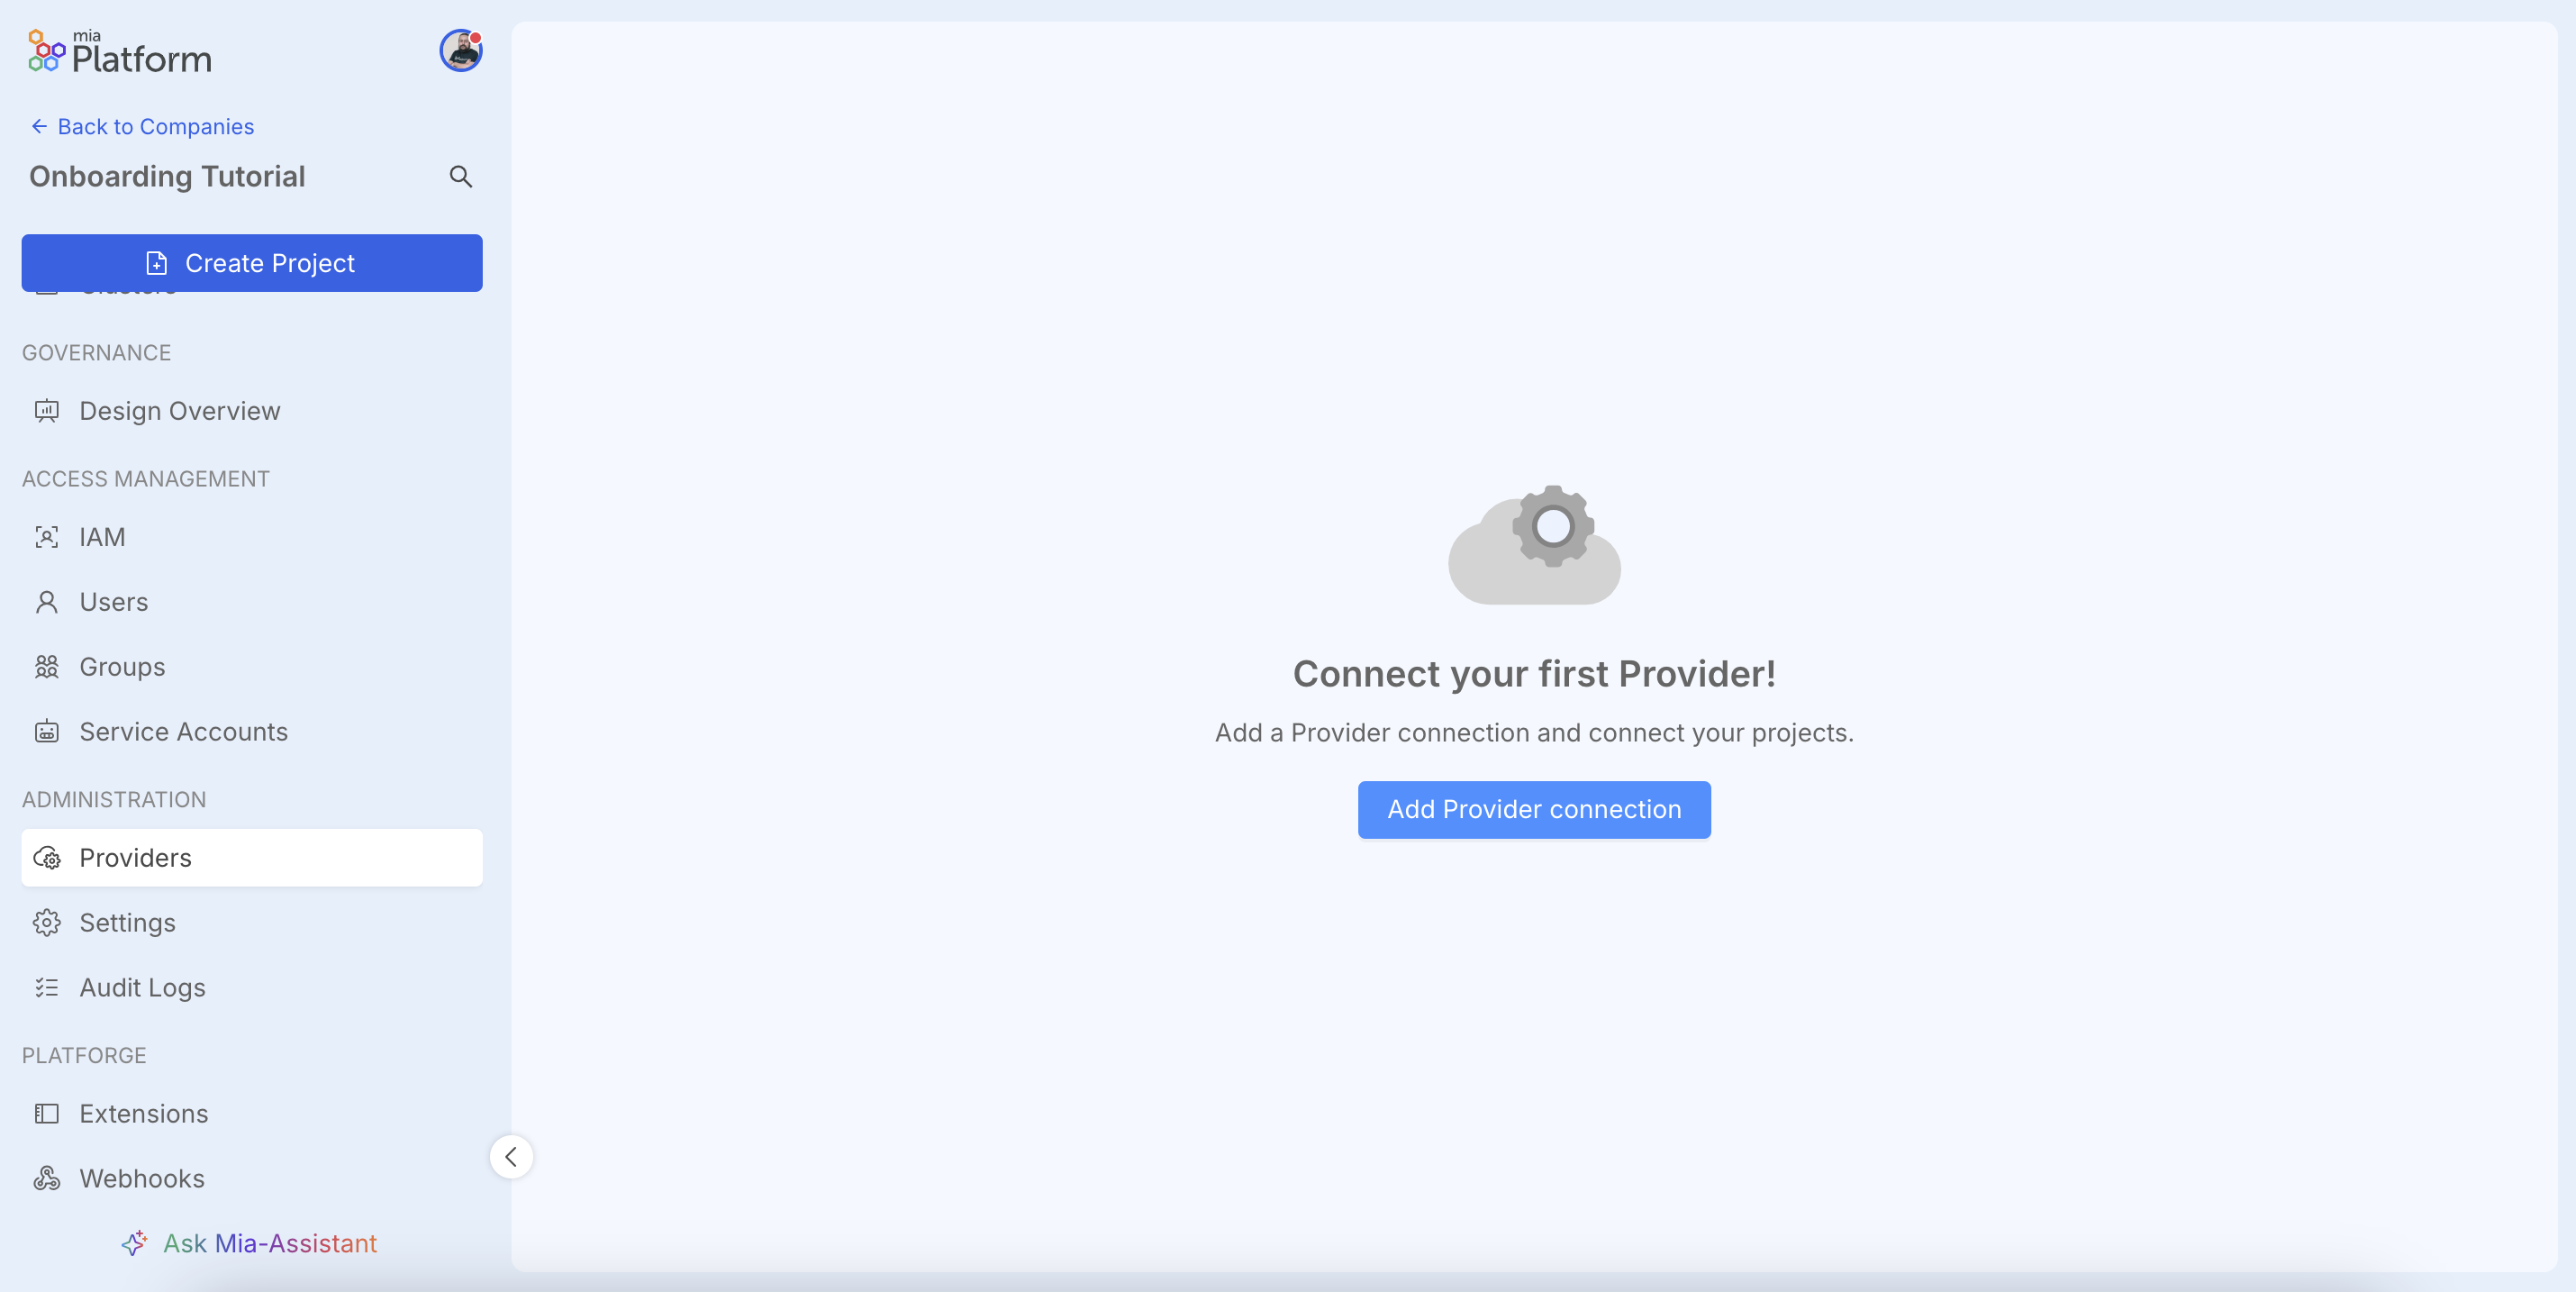 mia
Platform
Back to Companies
Onboarding Tutorial
Create Project
Clusters
GOVERNANCE
Design Overview
ACCESS MANAGEMENT
IAM
Users
Groups
Service Accounts
ADMINISTRATION
Providers
Settings
Audit Logs
PLATFORGE
Extensions
Webhooks
Ask Mia-Assistant
Connect your first Provider!
Add a Provider connection and connect your projects.
Add Provider connection